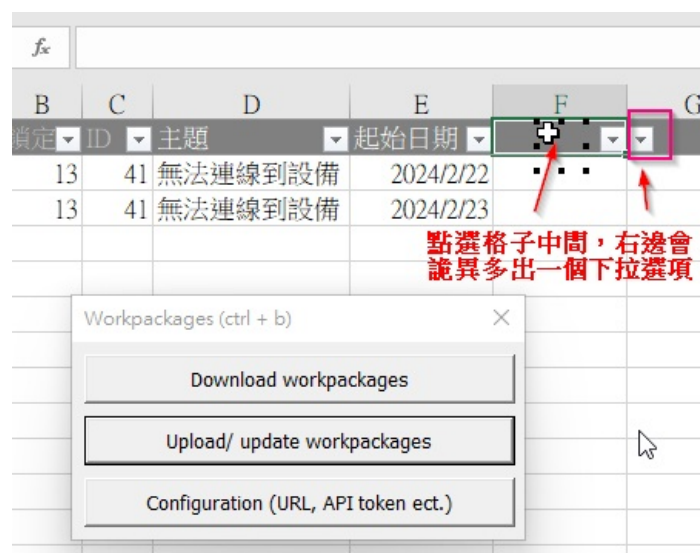 fx
B C D E F G
鎖定 ID 主題 起始日期
13 41 無法連線到設備 2024/2/22
13 41 無法連線到設備 2024/2/23
點選格子中間，右邊會
詭異多出一個下拉選項
Workpackages (ctrl + b)
Download workpackages
Upload/ update workpackages
Configuration (URL, API token ect.)